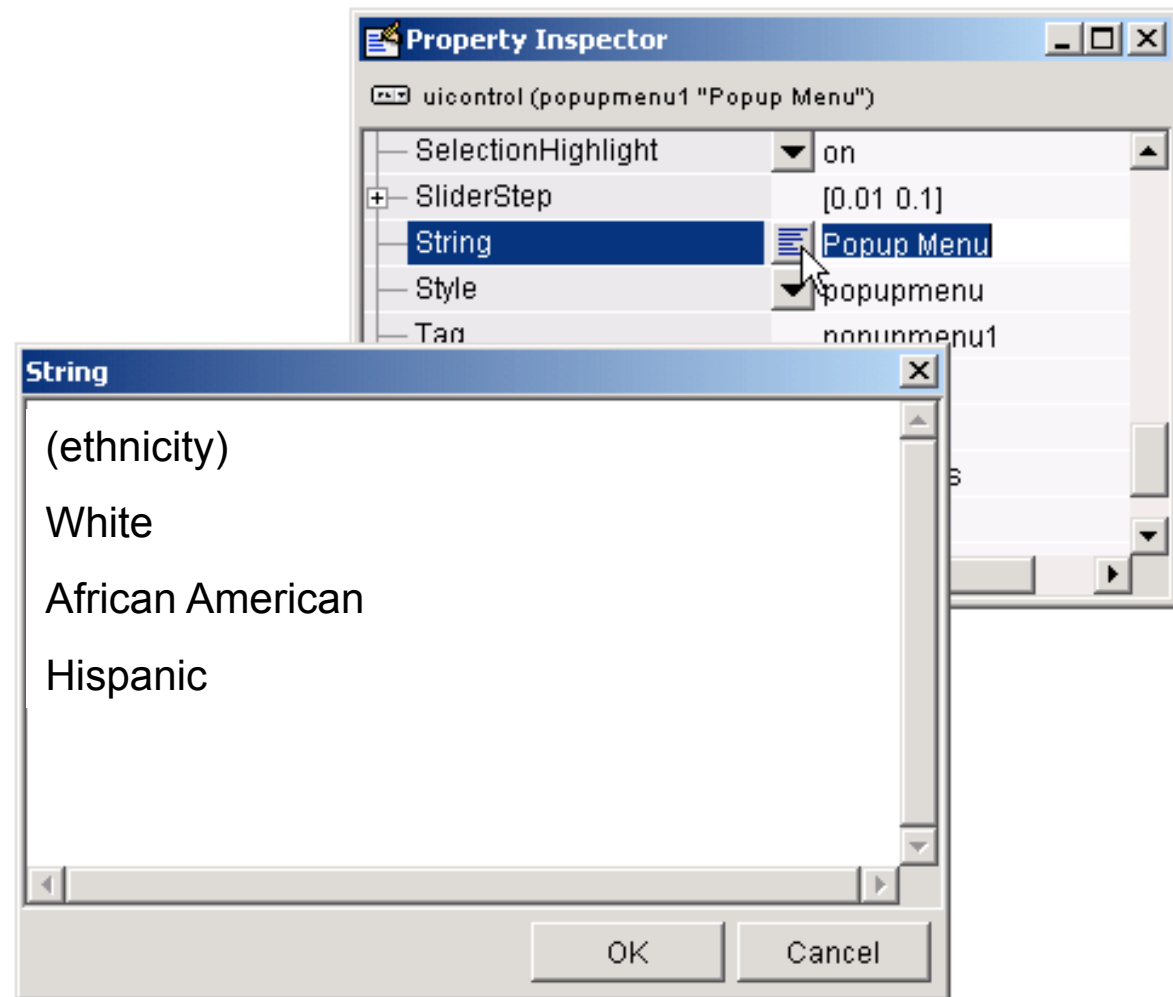 Property Inspector
uicontrol (popupmenu1 "Popup Menu")
SelectionHighlight on
SliderStep [0.01 0.1]
String Popup Menu
Style popupmenu
Tag popupmenu1
s
String
(ethnicity)
White
African American
Hispanic
OK Cancel